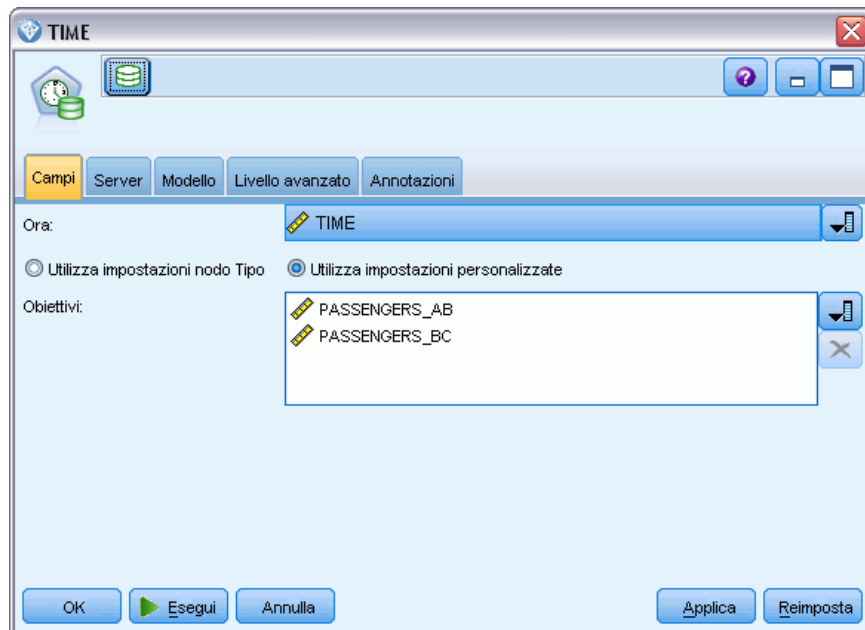 TIME
?
Campi Server Modello Livello avanzato Annotazioni
Ora: TIME
Utilizza impostazioni nodo Tipo Utilizza impostazioni personalizzate
Obiettivi: PASSENGERS_AB
PASSENGERS_BC
OK Esegui Annulla Applica Reimposta